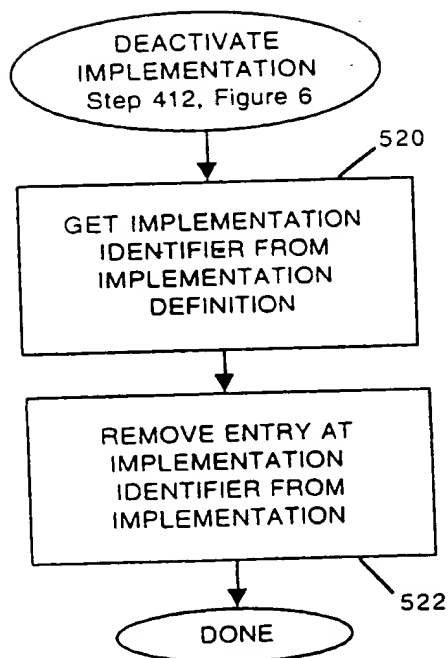 DEACTIVATE
IMPLEMENTATION
Step 412, Figure 6
520
GET IMPLEMENTATION
IDENTIFIER FROM
IMPLEMENTATION
DEFINITION
REMOVE ENTRY AT
IMPLEMENTATION
IDENTIFIER FROM
IMPLEMENTATION
522
DONE